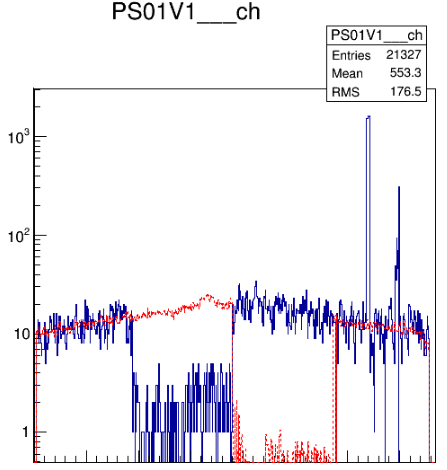 PS01V1___ch
PS01V1___ch
Entries 21327
Mean 553.3
RMS 176.5
10³
10²
10
1